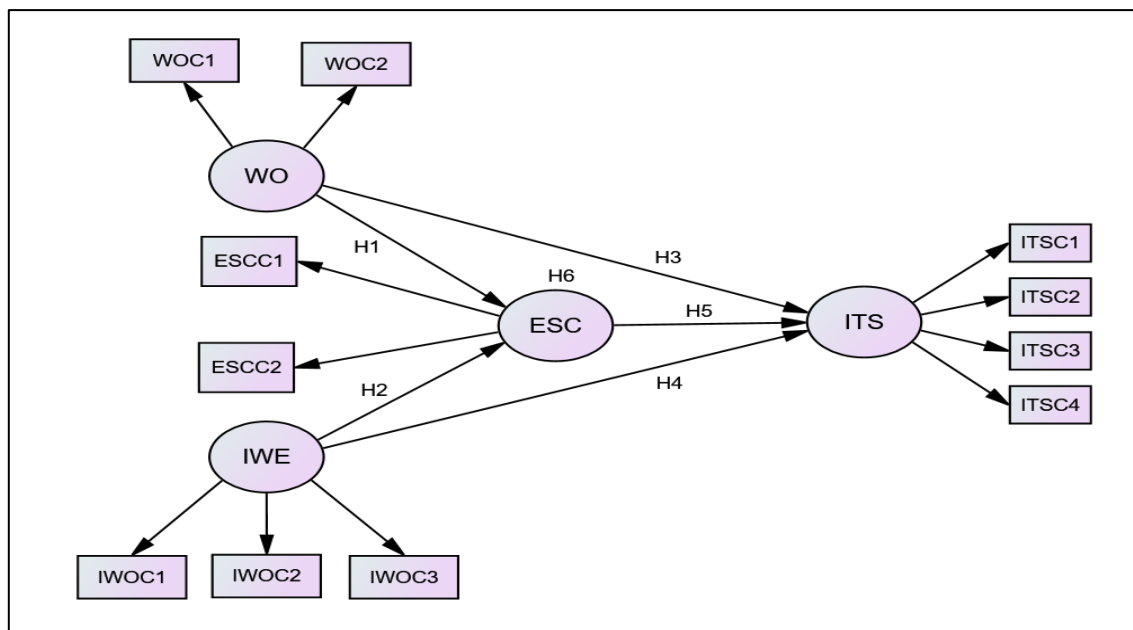 WOC1
WOC2
WO
H1
H3
ESCC1
H6
ITSC1
ESC
H5
ITS
ITSC2
ESCC2
ITSC3
H2
H4
ITSC4
IWE
IWOC1
IWOC2
IWOC3